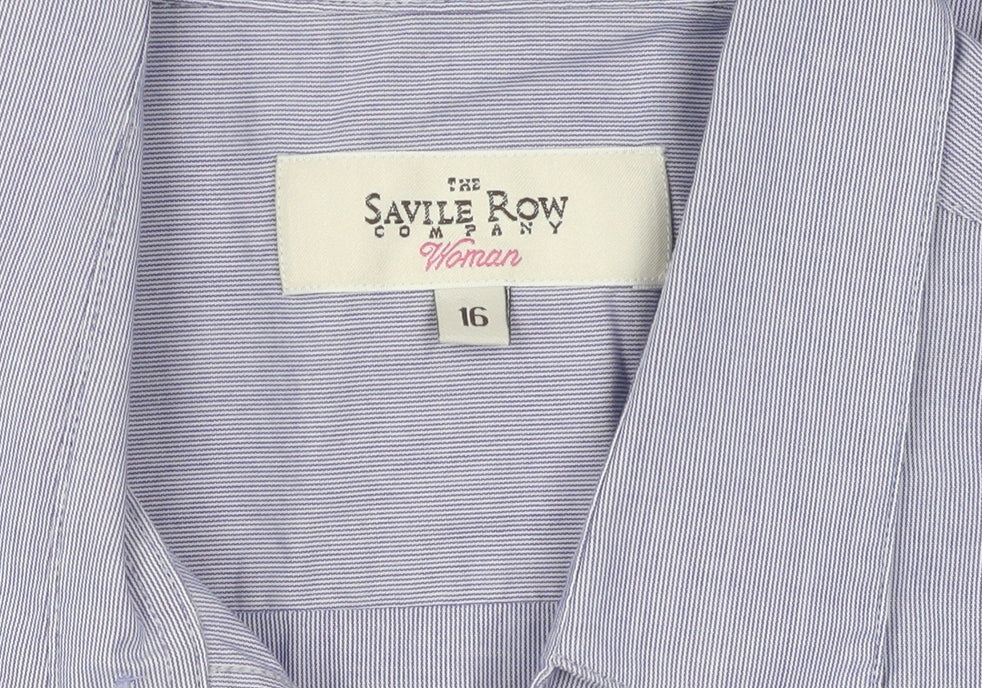 THE
SAVILE ROW
COMPANY
Woman
16